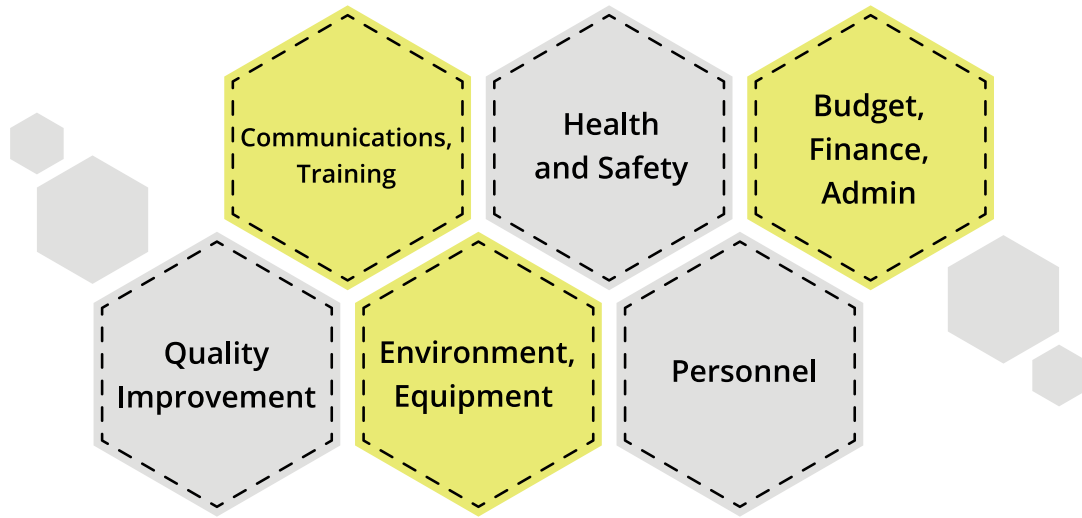 Communications,
Training
Health
and Safety
Budget,
Finance,
Admin
Quality
Improvement
Environment,
Equipment
Personnel